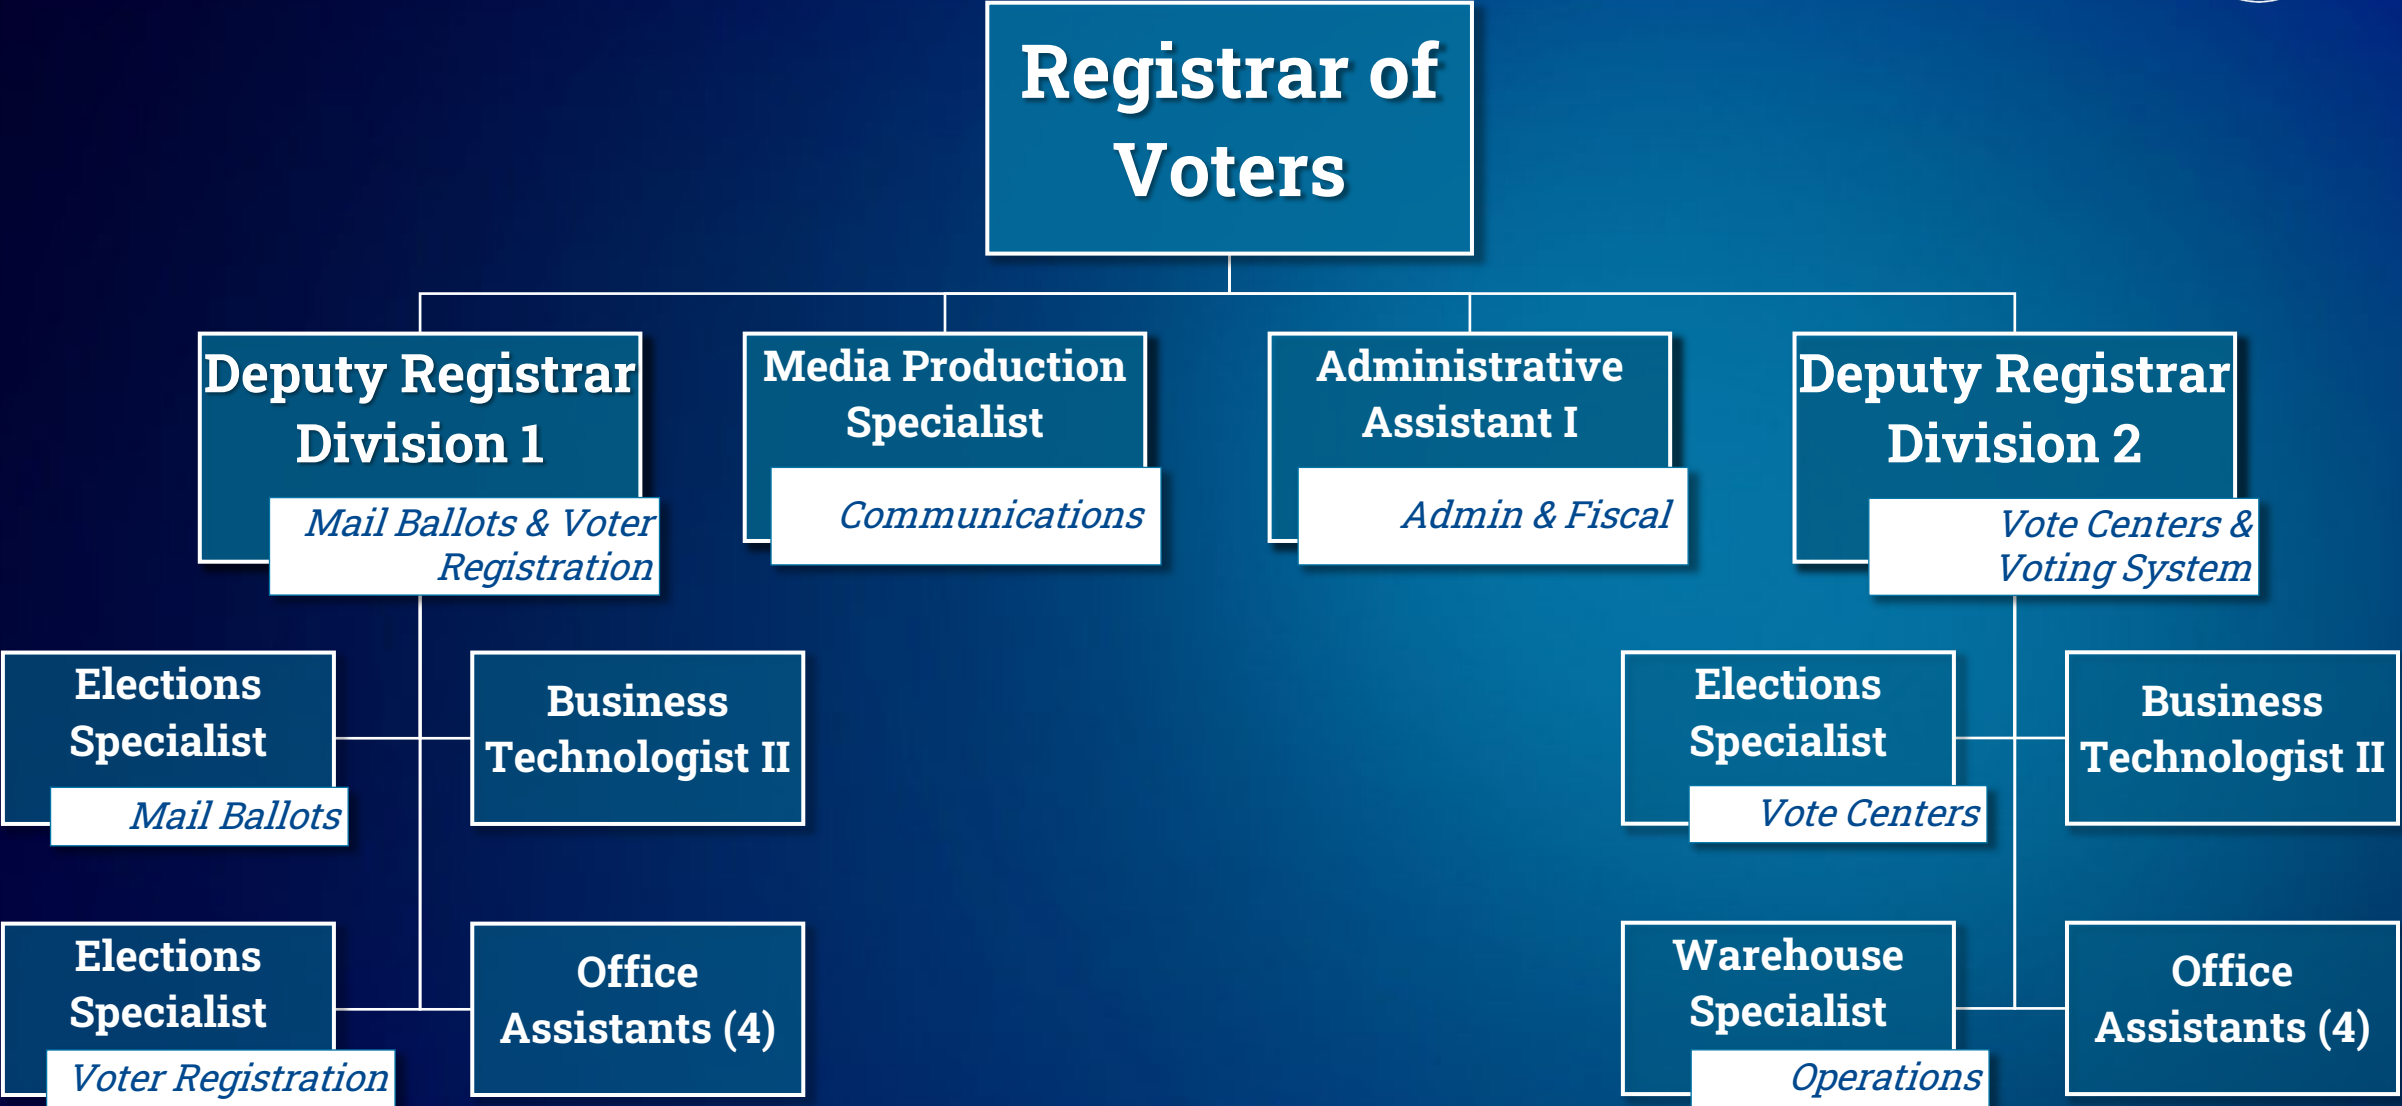 Registrar of
Voters
Deputy Registrar
Division 1
Mail Ballots & Voter
Registration
Media Production
Specialist
Communications
Administrative
Assistant I
Admin & Fiscal
Deputy Registrar
Division 2
Vote Centers &
Voting System
Elections
Specialist
Mail Ballots
Business
Technologist II
Elections
Specialist
Vote Centers
Business
Technologist II
Elections
Specialist
Voter Registration
Office
Assistants (4)
Warehouse
Specialist
Operations
Office
Assistants (4)